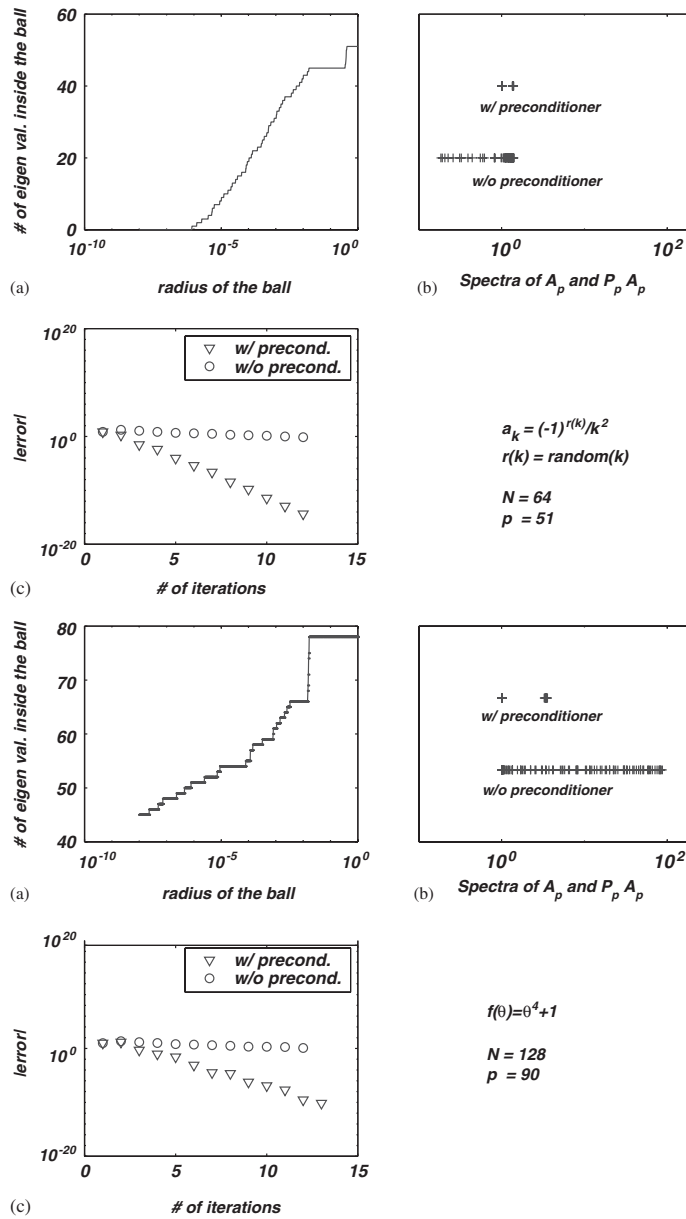 60
40
20
0
# of eigen val. inside the ball
10^-10
10^-5
10^0
radius of the ball
(a)
w/ preconditioner
w/o preconditioner
10^0
10^2
Spectra of A_p and P_p A_p
(b)
10^20
10^0
10^-20
|error|
w/ precond.
w/o precond.
0
5
10
15
# of iterations
(c)
a_k = (-1)^r(k)/k^2
r(k) = random(k)
N = 64
p = 51
80
70
60
50
40
# of eigen val. inside the ball
10^-10
10^-5
10^0
radius of the ball
(a)
w/ preconditioner
w/o preconditioner
10^0
10^2
Spectra of A_p and P_p A_p
(b)
10^20
10^0
10^-20
|error|
w/ precond.
w/o precond.
0
5
10
15
# of iterations
(c)
f(θ)=θ^4+1
N = 128
p = 90